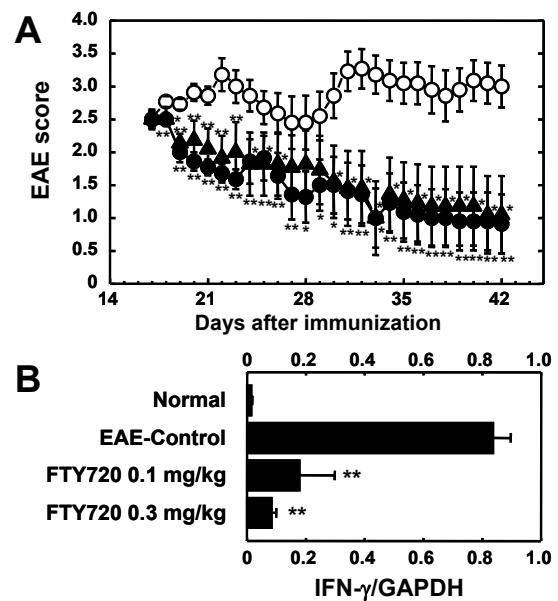 A
4.0
3.5
3.0
2.5
2.0
1.5
1.0
0.5
0
EAE score
14 21 28 35 42
Days after immunization
B
0 0.2 0.4 0.6 0.8 1.0
Normal
EAE-Control
FTY720 0.1 mg/kg **
FTY720 0.3 mg/kg **
0 0.2 0.4 0.6 0.8 1.0
IFN-γ/GAPDH